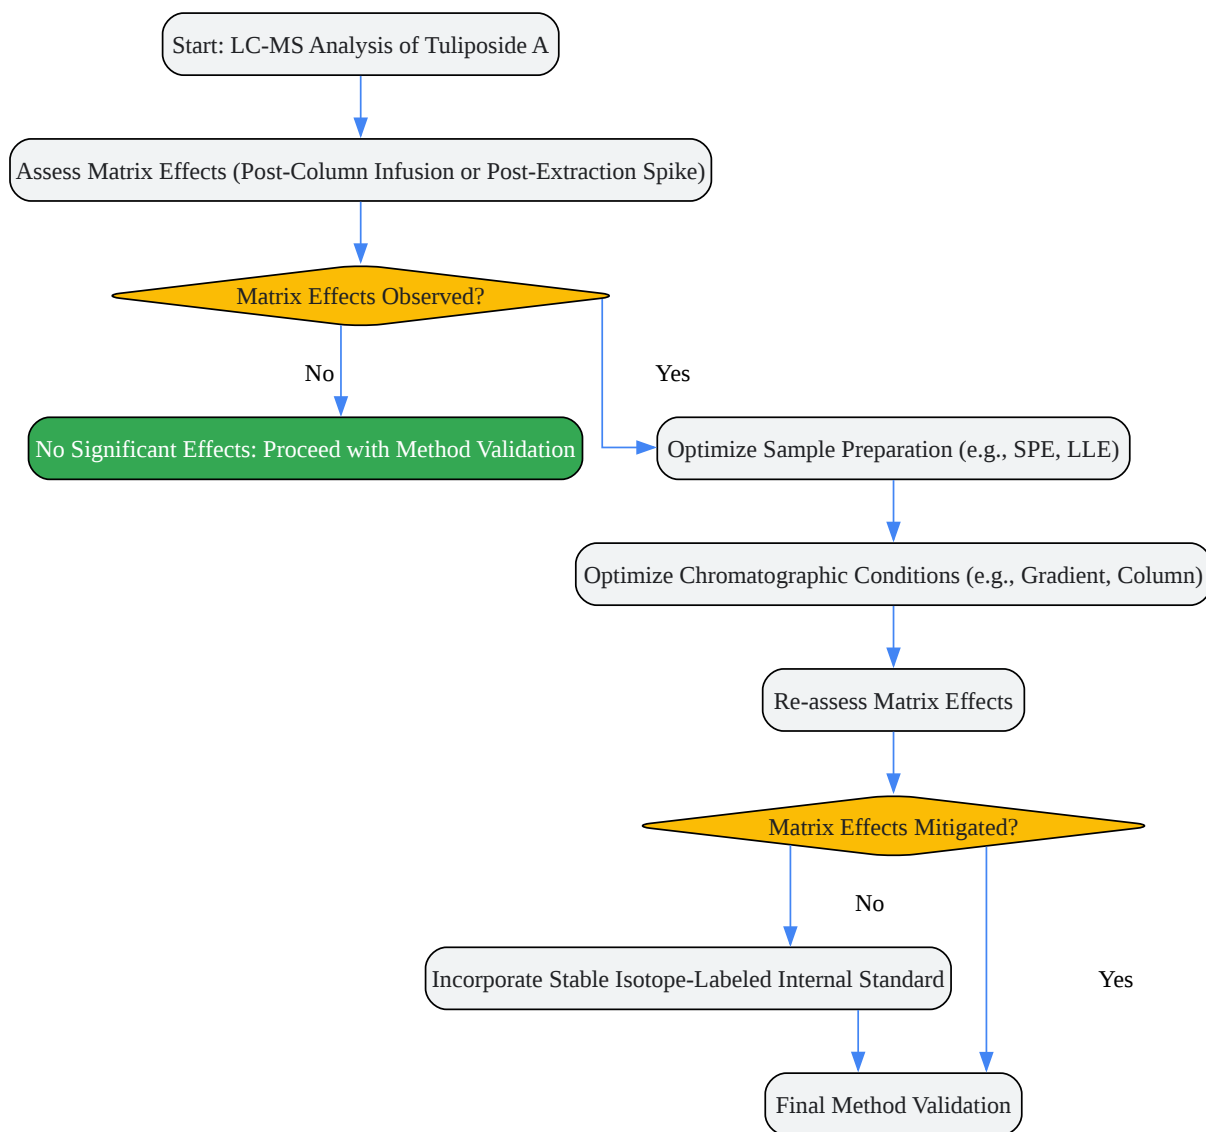 Start: LC-MS Analysis of Tuliposide A
Assess Matrix Effects (Post-Column Infusion or Post-Extraction Spike)
Matrix Effects Observed?
No
Yes
No Significant Effects: Proceed with Method Validation
Optimize Sample Preparation (e.g., SPE, LLE)
Optimize Chromatographic Conditions (e.g., Gradient, Column)
Re-assess Matrix Effects
Matrix Effects Mitigated?
No
Incorporate Stable Isotope-Labeled Internal Standard
Yes
Final Method Validation